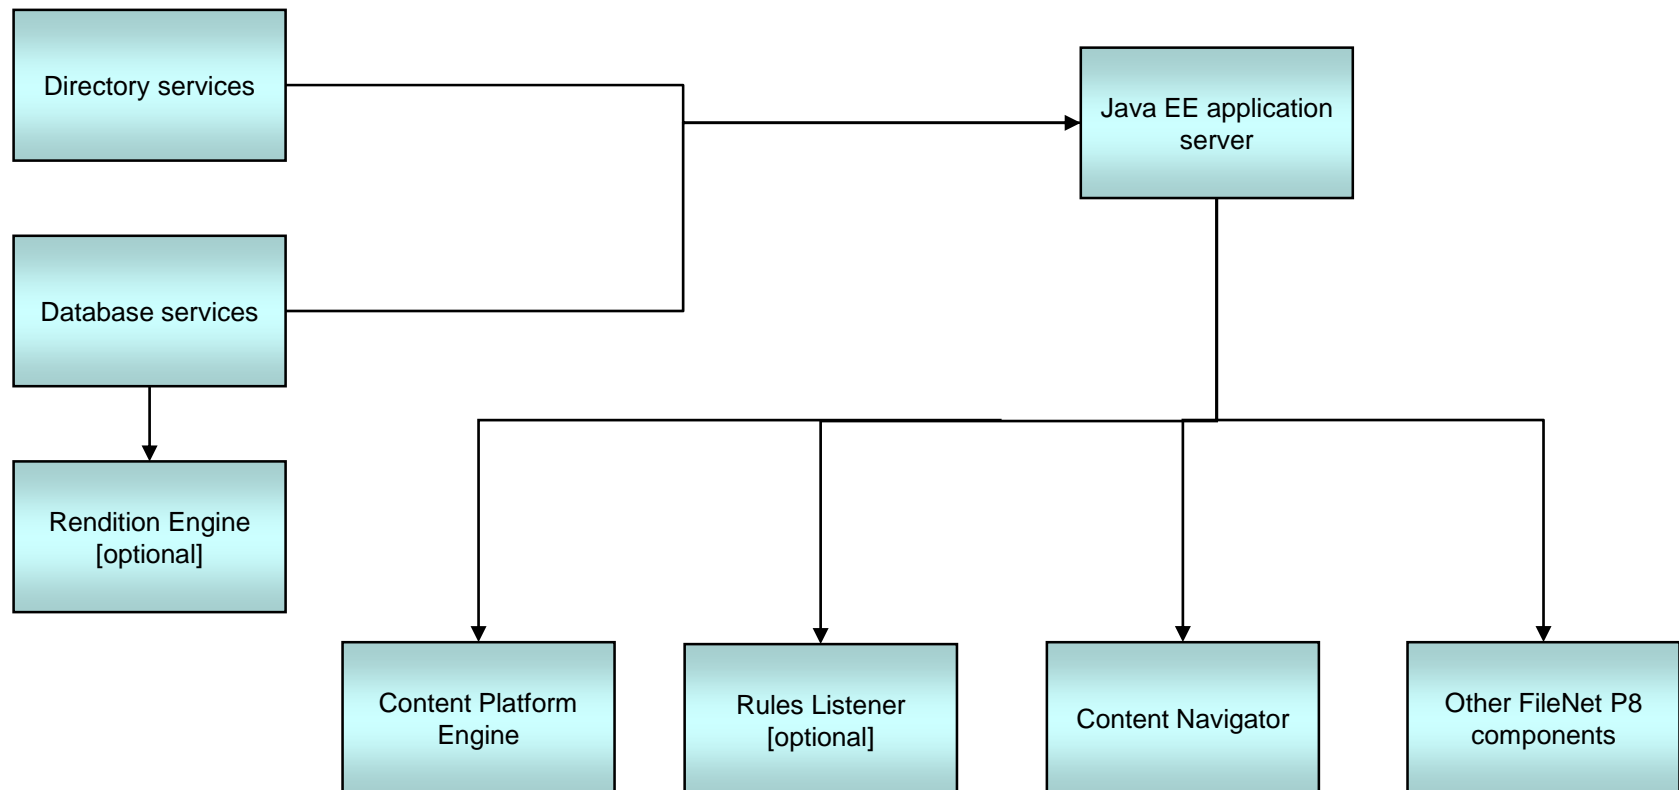 Directory services
Java EE application
server
Database services
Rendition Engine
[optional]
Content Platform
Engine
Rules Listener
[optional]
Content Navigator
Other FileNet P8
components